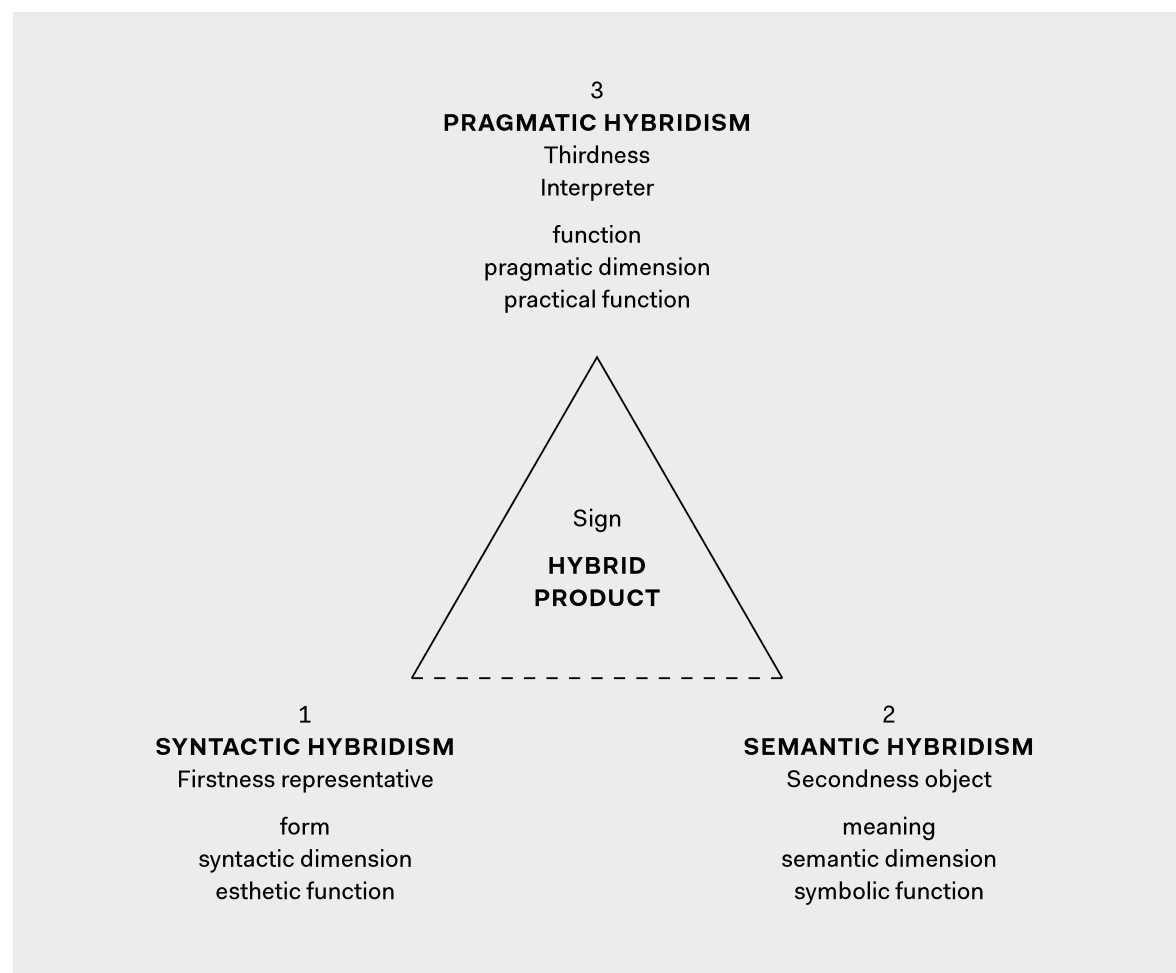 3
PRAGMATIC HYBRIDISM
Thirdness
Interpreter
function
pragmatic dimension
practical function
Sign
HYBRID
PRODUCT
1
SYNTACTIC HYBRIDISM
Firstness representative
form
syntactic dimension
esthetic function
2
SEMANTIC HYBRIDISM
Secondness object
meaning
semantic dimension
symbolic function